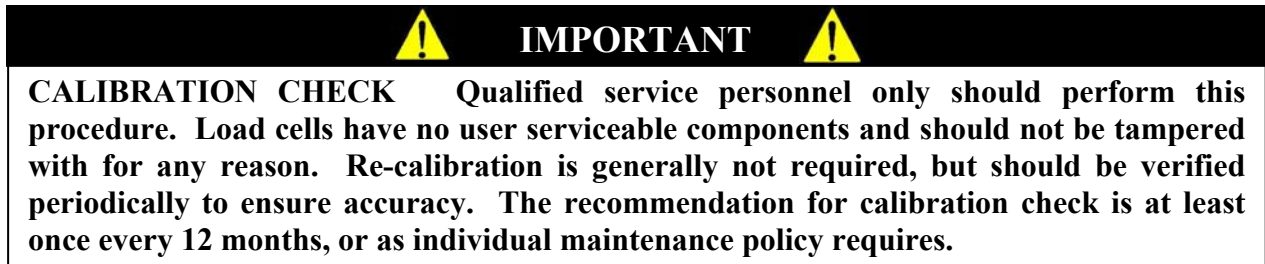 IMPORTANT
CALIBRATION CHECK Qualified service personnel only should perform this
procedure. Load cells have no user serviceable components and should not be tampered
with for any reason. Re-calibration is generally not required, but should be verified
periodically to ensure accuracy. The recommendation for calibration check is at least
once every 12 months, or as individual maintenance policy requires.